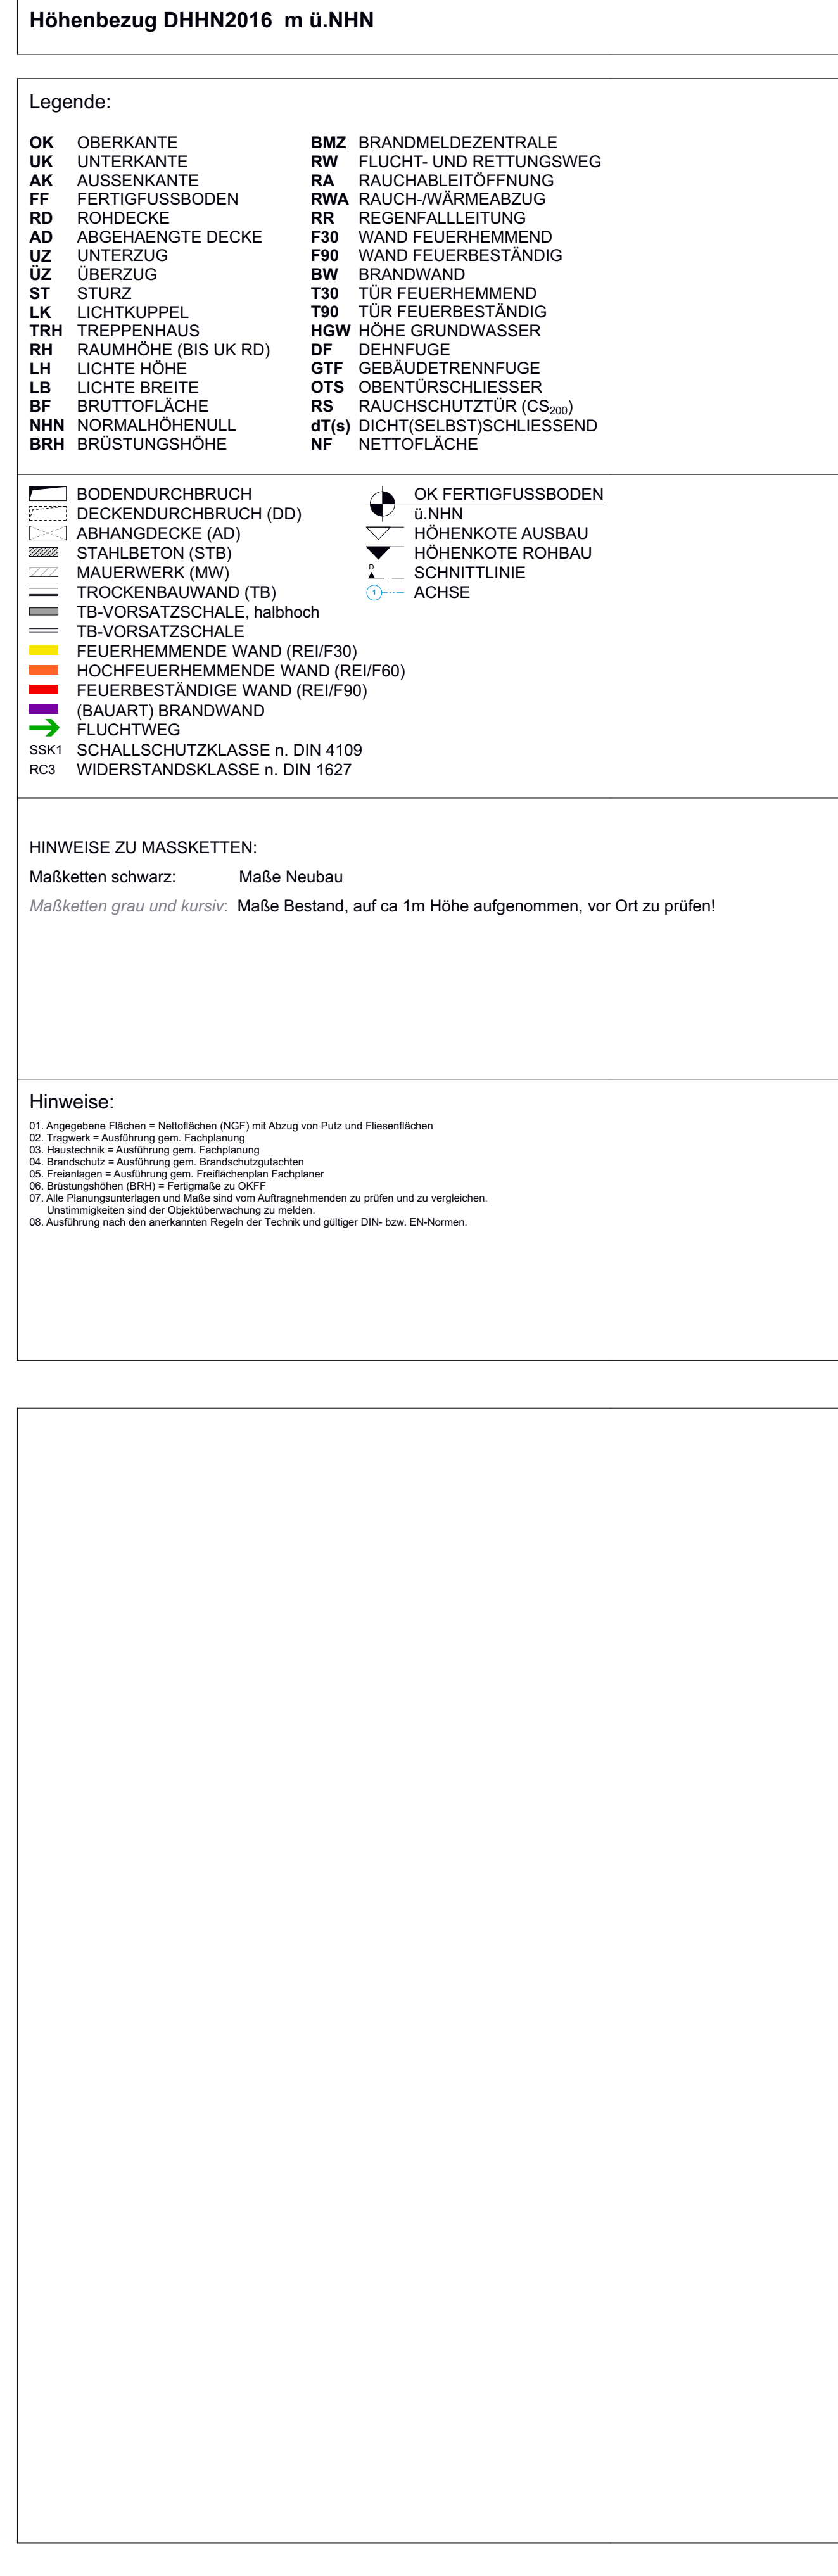 Höhenbezug DHHN2016 m ü.NHN
Legende:
OK OBERKANTE
UK UNTERKANTE
AK AUSSENKANTE
FF FERTIGFUSSBODEN
RD ROHDECKE
AD ABGEHAENGTE DECKE
UZ UNTERZUG
ÜZ ÜBERZUG
ST STURZ
LK LICHTKUPPEL
TRH TREPPENHAUS
RH RAUMHÖHE (BIS UK RD)
LH LICHTE HÖHE
LB LICHTE BREITE
BF BRUTTOFLÄCHE
NHN NORMALHÖHENULL
BRH BRÜSTUNGSHÖHE
BMZ BRANDMELDEZENTRALE
RW FLUCHT- UND RETTUNGSWEG
RA RAUCHABLEITÖFFNUNG
RWA RAUCH-/WÄRMEABZUG
RR REGENFALLLEITUNG
F30 WAND FEUERHEMMEND
F90 WAND FEUERBESTÄNDIG
BW BRANDWAND
T30 TÜR FEUERHEMMEND
T90 TÜR FEUERBESTÄNDIG
HGW HÖHE GRUNDWASSER
DF DEHNFUGE
GTF GEBÄUDETRENNFUGE
OTS OBENTÜRSCHLIESSER
RS RAUCHSCHUTZTÜR (CS200)
dT(s) DICHT(SELBST)SCHLIESSEND
NF NETTOFLÄCHE
BODENDURCHBRUCH
DECKENDURCHBRUCH (DD)
ABHANGDECKE (AD)
STAHLBETON (STB)
MAUERWERK (MW)
TROCKENBAUWAND (TB)
TB-VORSATZSCHALE, halbhoch
TB-VORSATZSCHALE
FEUERHEMMENDE WAND (REI/F30)
HOCHFEUERHEMMENDE WAND (REI/F60)
FEUERBESTÄNDIGE WAND (REI/F90)
(BAUART) BRANDWAND
FLUCHTWEG
SSK1 SCHALLSCHUTZKLASSE n. DIN 4109
RC3 WIDERSTANDSKLASSE n. DIN 1627
OK FERTIGFUSSBODEN
ü.NHN
HÖHENKOTE AUSBAU
HÖHENKOTE ROHBAU
D SCHNITTLINIE
1 ACHSE
HINWEISE ZU MASSKETTEN:
Maßketten schwarz: Maße Neubau
Maßketten grau und kursiv: Maße Bestand, auf ca 1m Höhe aufgenommen, vor Ort zu prüfen!
Hinweise:
01. Angegebene Flächen = Nettoflächen (NGF) mit Abzug von Putz und Fliesenflächen
02. Tragwerk = Ausführung gem. Fachplanung
03. Haustechnik = Ausführung gem. Fachplanung
04. Brandschutz = Ausführung gem. Brandschutzgutachten
05. Freianlagen = Ausführung gem. Freiflächenplan Fachplaner
06. Brüstungshöhen (BRH) = Fertigmaße zu OKFF
07. Alle Planungsunterlagen und Maße sind vom Auftragnehmenden zu prüfen und zu vergleichen.
Unstimmigkeiten sind der Objektüberwachung zu melden.
08. Ausführung nach den anerkannten Regeln der Technik und gültiger DIN- bzw. EN-Normen.